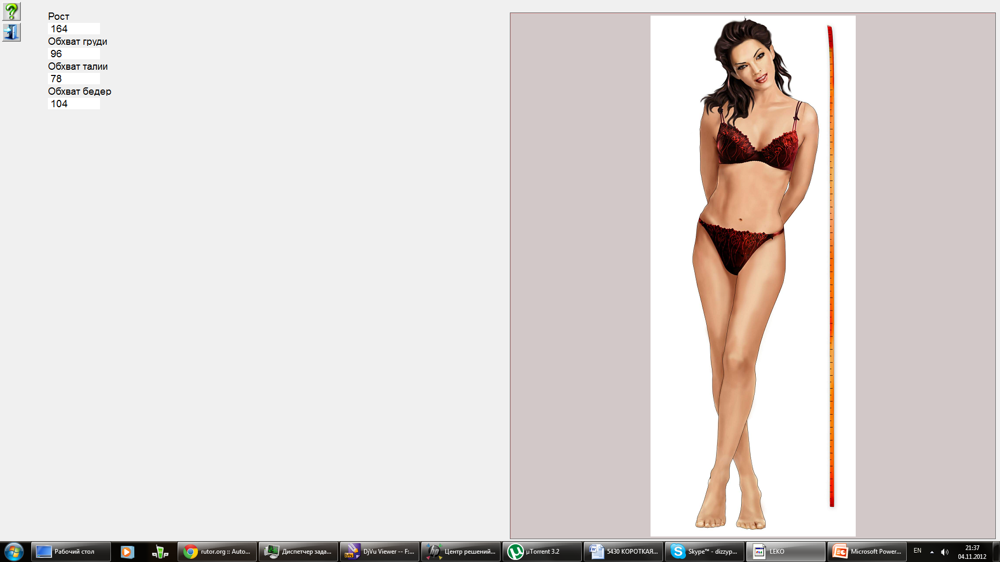 Рост
164
Обхват груди
96
Обхват талии
78
Обхват бедер
104
Рабочий стол
rutor.org :: Auto...
Диспетчер зада...
DjVu Viewer -- F:...
Центр решений...
µTorrent 3.2
5430 КОРОТКАЯ...
Skype™ - dizzyp...
LEKO
Microsoft Power...
EN
21:37
04.11.2012